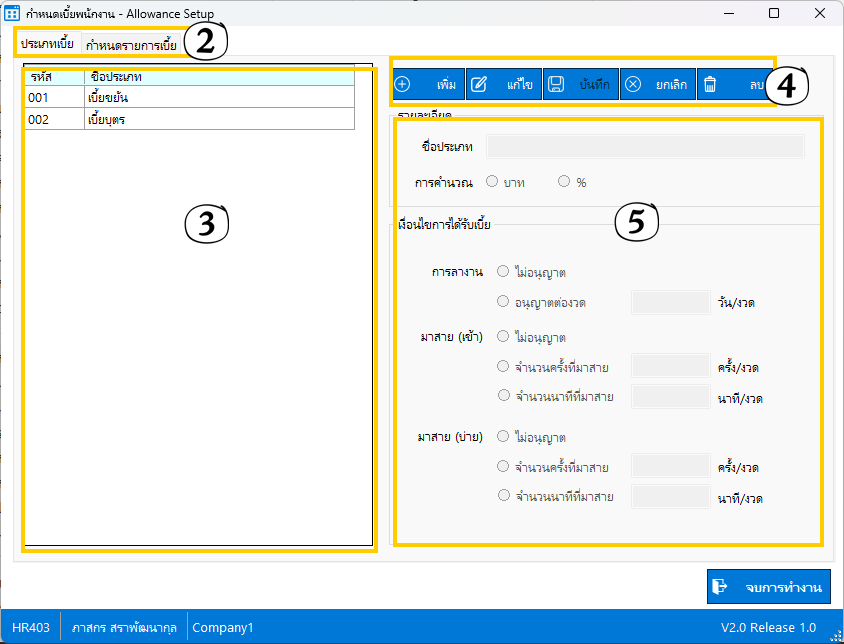 กำหนดเบี้ยพนักงาน - Allowance Setup
ประเภทเบี้ย กำหนดรายการเบี้ย 2
รหัส ชื่อประเภท
001 เบี้ยขยัน
002 เบี้ยบุตร
3
เพิ่ม แก้ไข บันทึก ยกเลิก ลบ 4
รายละเอียด
ชื่อประเภท
การคำนวณ บาท %
เงื่อนไขการได้รับเบี้ย 5
การลางาน ไม่อนุญาต
อนุญาตต่องวด วัน/งวด
มาสาย (เช้า) ไม่อนุญาต
จำนวนครั้งที่มาสาย ครั้ง/งวด
จำนวนนาทีที่มาสาย นาที/งวด
มาสาย (บ่าย) ไม่อนุญาต
จำนวนครั้งที่มาสาย ครั้ง/งวด
จำนวนนาทีที่มาสาย นาที/งวด
จบการทำงาน
HR403 ภาสกร สราพัฒนากุล Company1 V2.0 Release 1.0